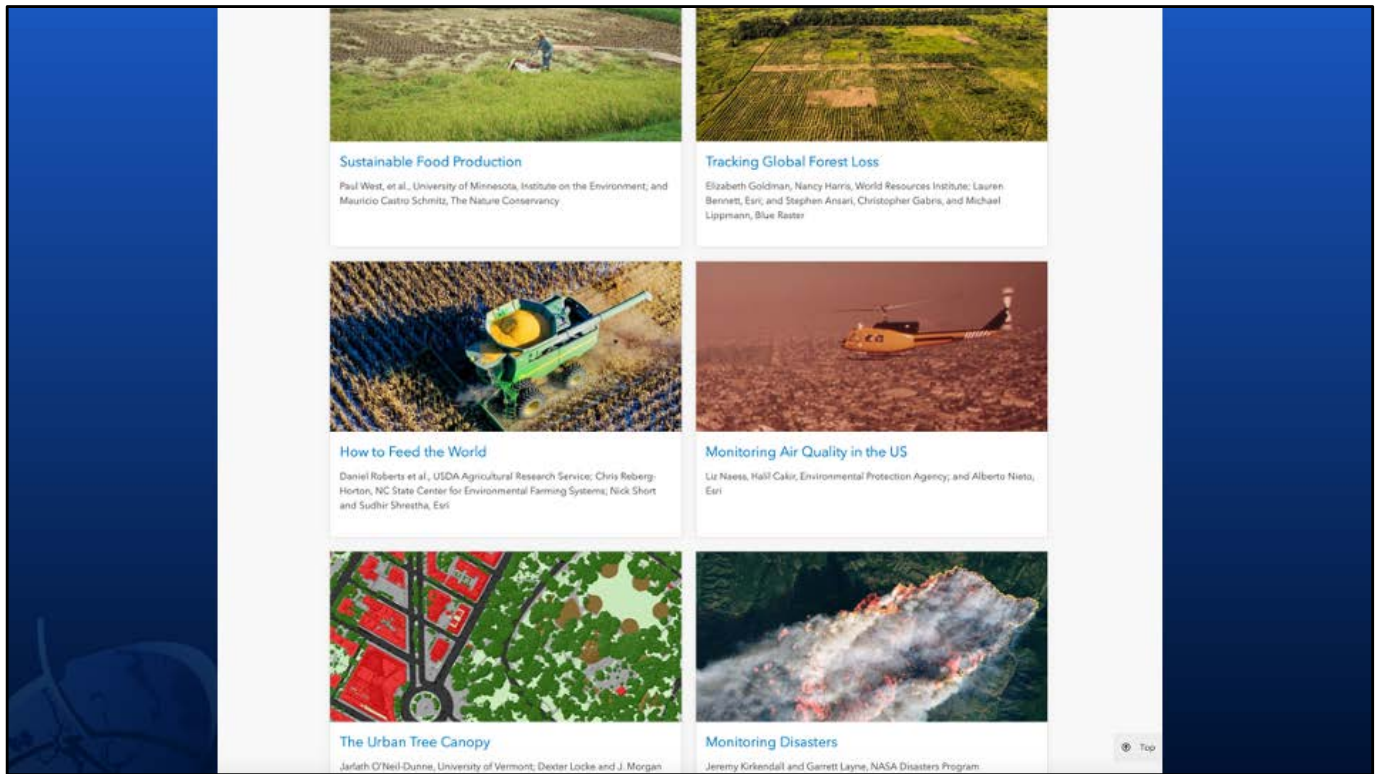 Sustainable Food Production
Paul West, et al., University of Minnesota, Institute on the Environment; and
Mauricio Castro Schmitz, The Nature Conservancy
Tracking Global Forest Loss
Elizabeth Goldman, Nancy Harris, World Resources Institute; Lauren
Bennett, Esri; and Stephen Ansari, Christopher Gabris, and Michael
Lippmann, Blue Raster
How to Feed the World
Daniel Roberts et al., USDA Agricultural Research Service; Chris Reberg-
Horton, NC State Center for Environmental Farming Systems; Nick Short
and Sudhir Shrestha, Esri
Monitoring Air Quality in the US
Liz Naess, Halil Cakir, Environmental Protection Agency; and Alberto Nieto,
Esri
The Urban Tree Canopy
Jarlath O'Neil-Dunne, University of Vermont; Dexter Locke and J. Morgan
Monitoring Disasters
Jeremy Kirkendall and Garrett Layne, NASA Disasters Program
Top